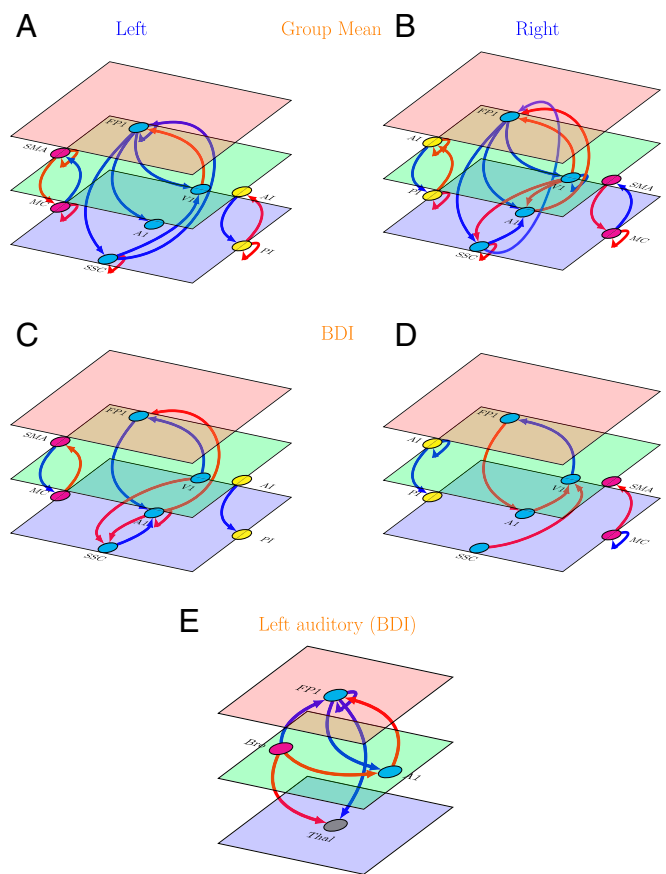 A Left Group Mean B Right
FP1 FP1
SMA AI
V1 AI V1 SMA
MC PI
A1 A1
PI MC
SSC SSC
C BDI D
FP1 FP1
SMA AI
V1 AI V1 SMA
MC PI
A1 A1
PI MC
SSC SSC
E Left auditory (BDI)
FP1
Bro
A1
Thal